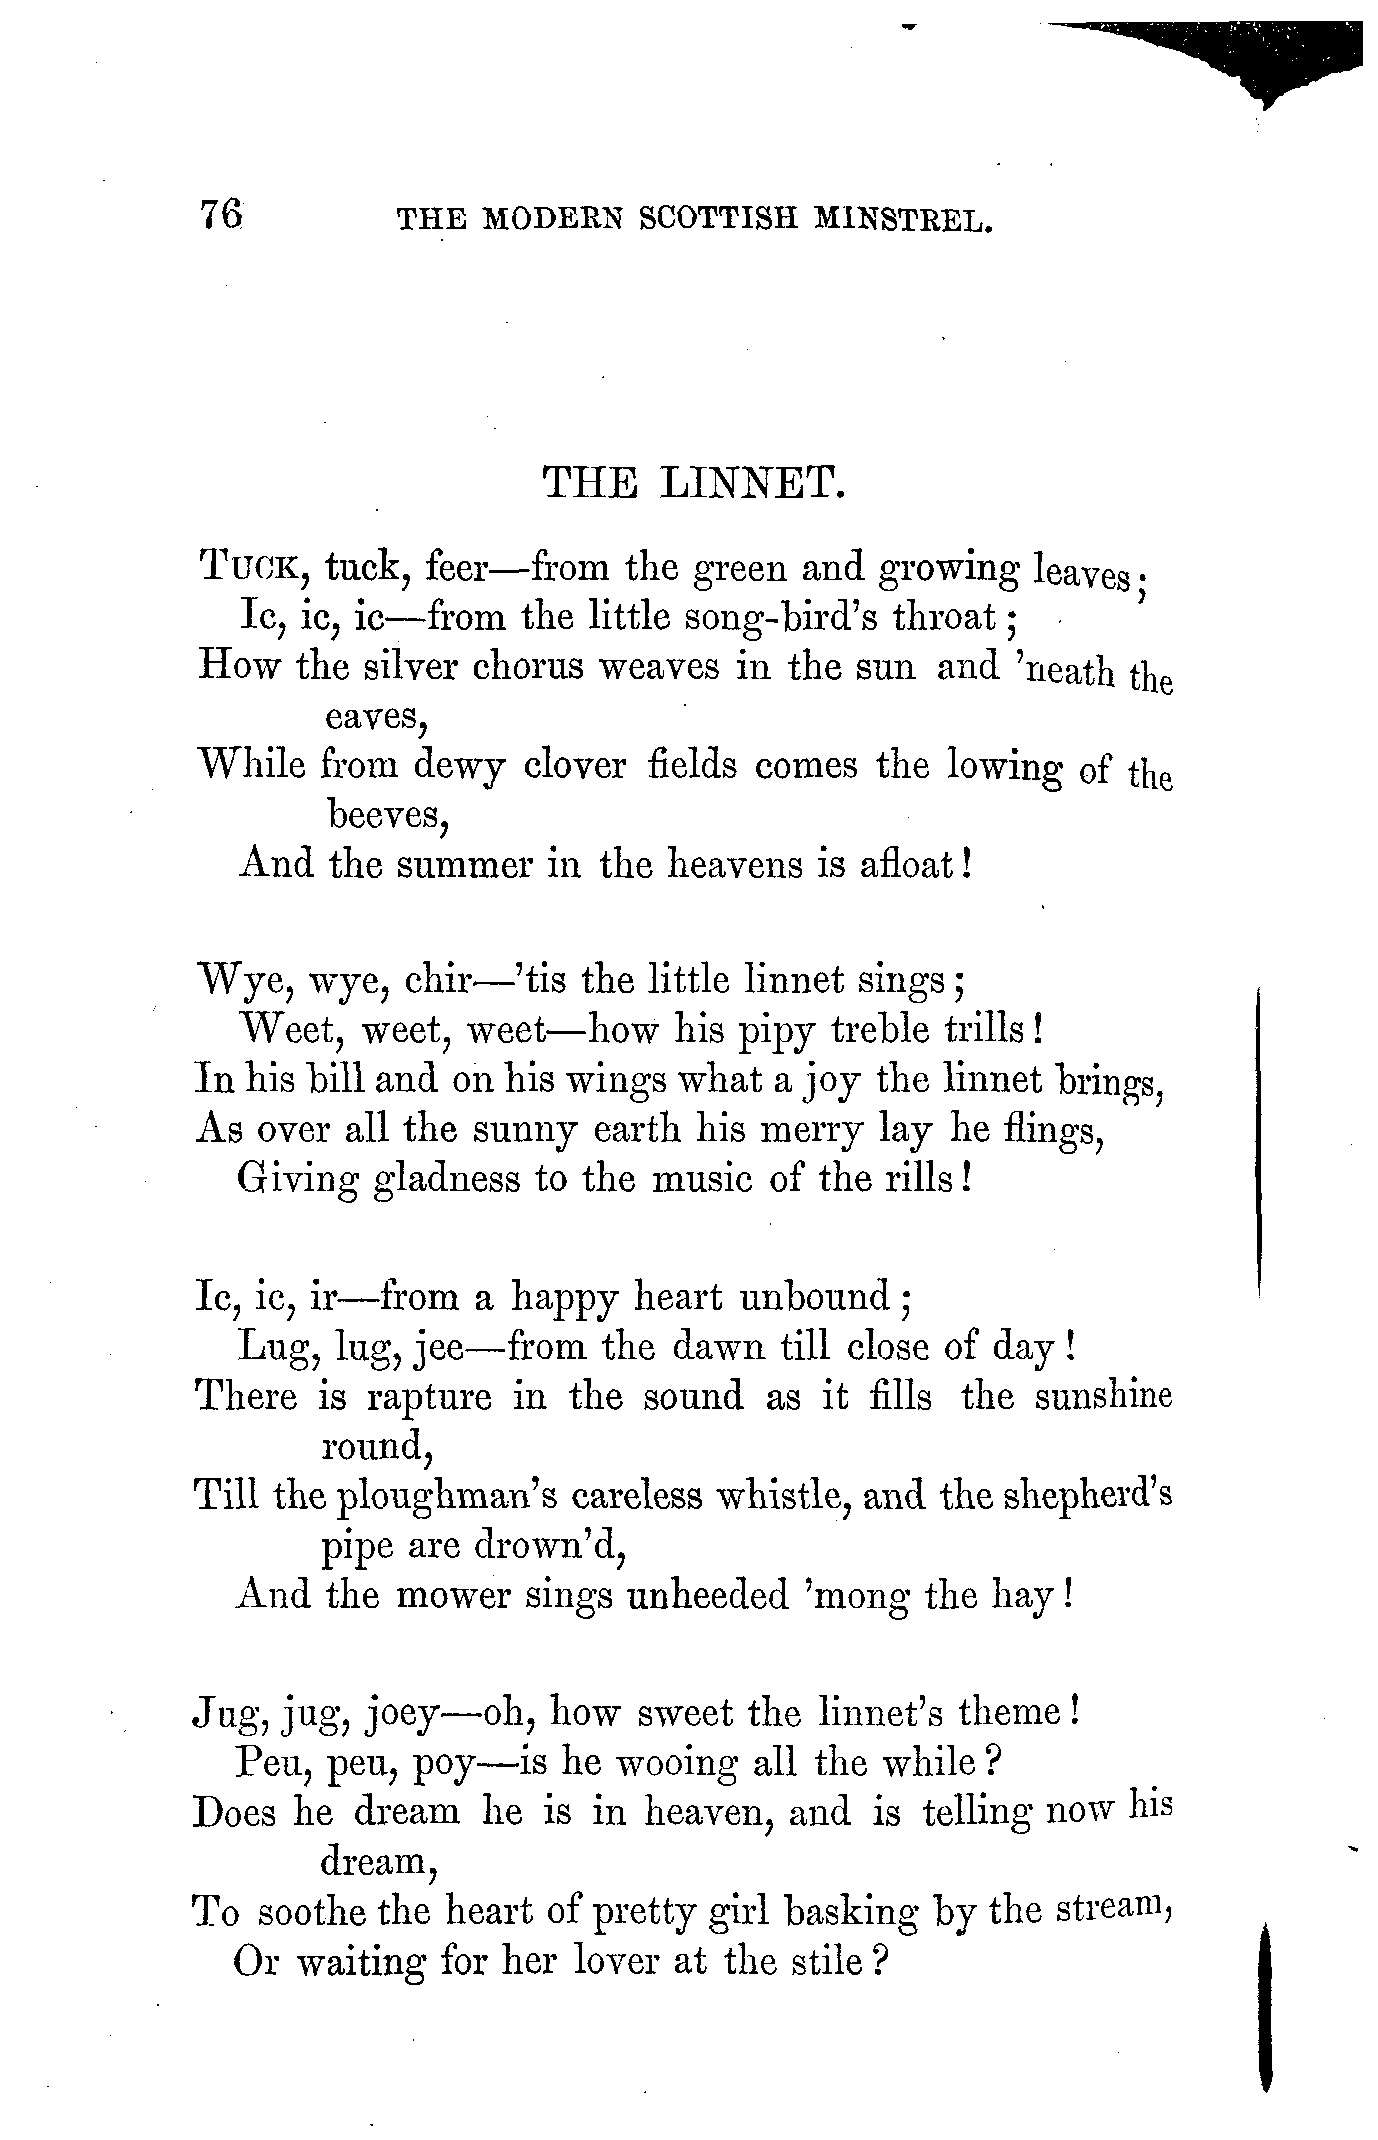 76 THE MODERN SCOTTISH MINSTREL.
THE LINNET.
TUCK, tuck, feer—from the green and growing leaves;
Ic, ic, ic—from the little song-bird's throat;
How the silver chorus weaves in the sun and 'neath the
eaves,
While from dewy clover fields comes the lowing of the
beeves,
And the summer in the heavens is afloat!
Wye, wye, chir—'tis the little linnet sings;
Weet, weet, weet—how his pipy treble trills!
In his bill and on his wings what a joy the linnet brings,
As over all the sunny earth his merry lay he flings,
Giving gladness to the music of the rills!
Ic, ic, ir—from a happy heart unbound;
Lug, lug, jee—from the dawn till close of day!
There is rapture in the sound as it fills the sunshine
round,
Till the ploughman's careless whistle, and the shepherd's
pipe are drown'd,
And the mower sings unheeded 'mong the hay!
Jug, jug, joey—oh, how sweet the linnet's theme!
Peu, peu, poy—is he wooing all the while?
Does he dream he is in heaven, and is telling now his
dream,
To soothe the heart of pretty girl basking by the stream,
Or waiting for her lover at the stile?